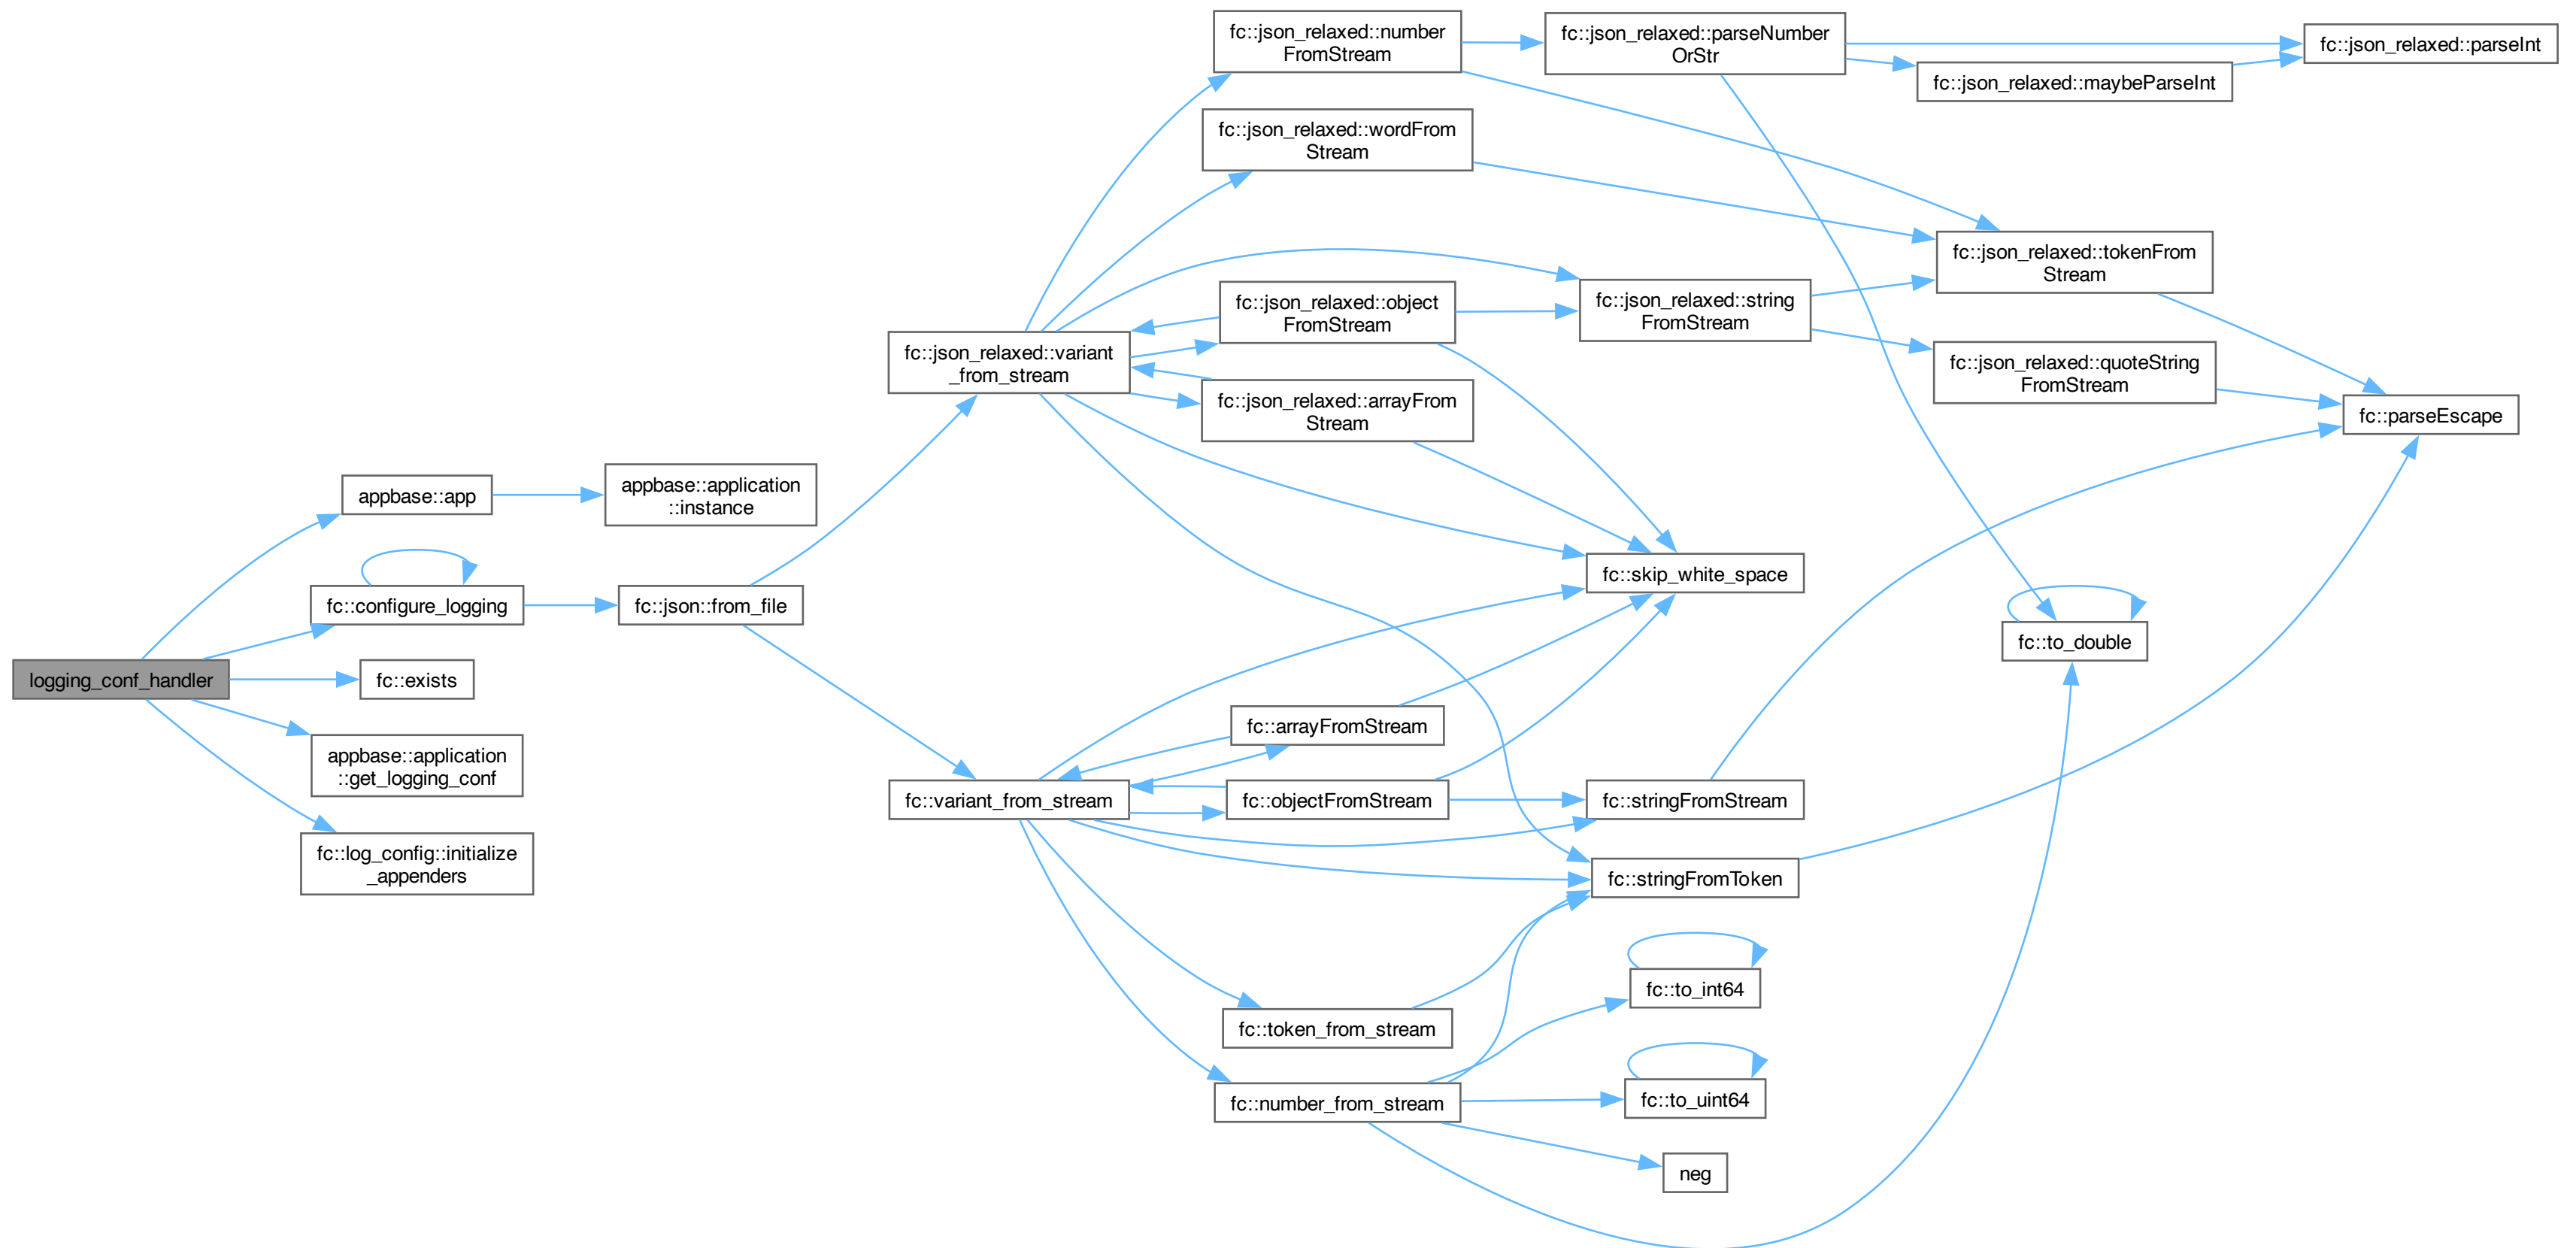 logging_conf_handler
appbase::app
appbase::application
::instance
fc::configure_logging
fc::exists
appbase::application
::get_logging_conf
fc::log_config::initialize
_appenders
fc::json::from_file
fc::json_relaxed::variant
_from_stream
fc::variant_from_stream
fc::json_relaxed::number
FromStream
fc::json_relaxed::wordFrom
Stream
fc::json_relaxed::object
FromStream
fc::json_relaxed::arrayFrom
Stream
fc::arrayFromStream
fc::objectFromStream
fc::token_from_stream
fc::number_from_stream
fc::json_relaxed::parseNumber
OrStr
fc::json_relaxed::string
FromStream
fc::skip_white_space
fc::stringFromStream
fc::stringFromToken
fc::to_int64
fc::to_uint64
neg
fc::json_relaxed::maybeParseInt
fc::json_relaxed::tokenFrom
Stream
fc::json_relaxed::quoteString
FromStream
fc::to_double
fc::json_relaxed::parseInt
fc::parseEscape